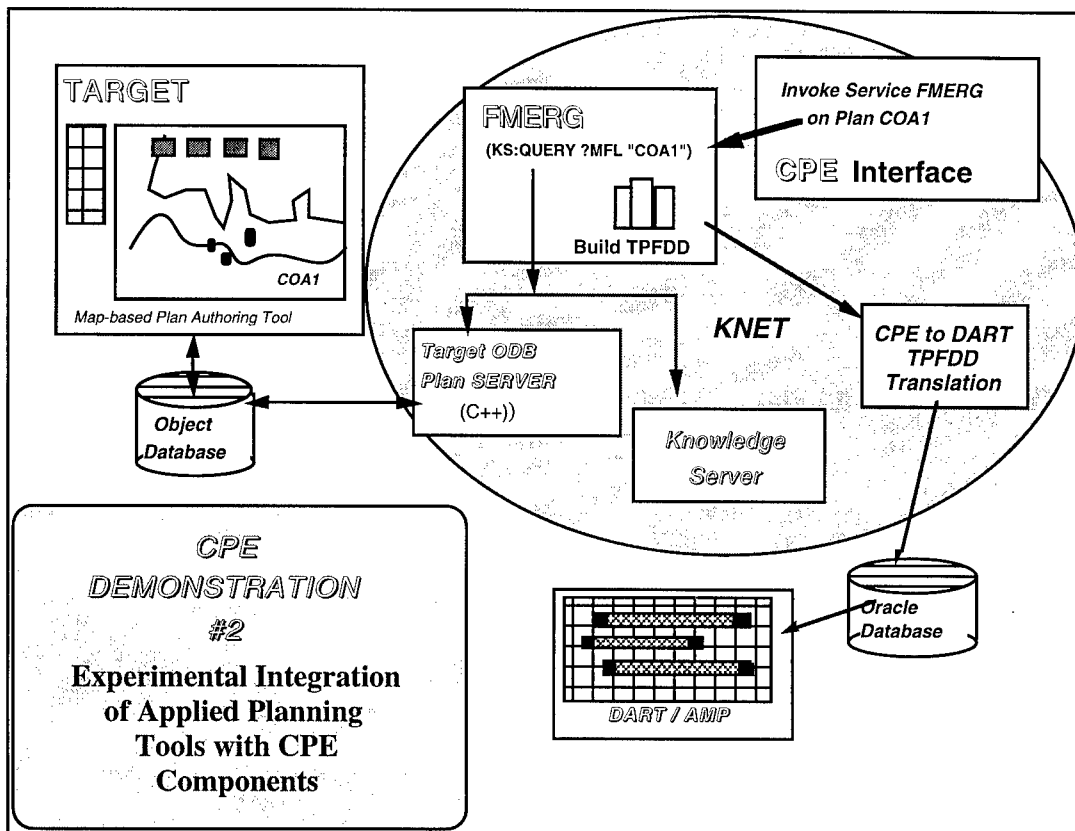 TARGET
COA1
Map-based Plan Authoring Tool
FMERG
(KS:QUERY ?MFL "COA1")
Build TPFDD
Invoke Service FMERG
on Plan COA1
CPE Interface
KNET
Target ODB
Plan SERVER
(C++))
Knowledge
Server
CPE to DART
TPFDD
Translation
Object
Database
Oracle
Database
DART / AMP
CPE
DEMONSTRATION
#2
Experimental Integration
of Applied Planning
Tools with CPE
Components